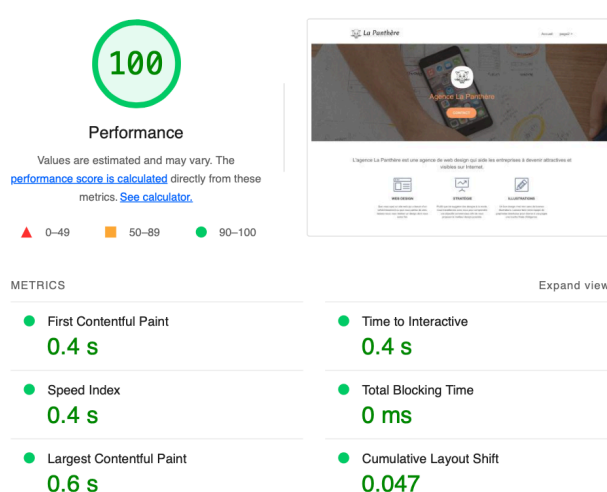 100
Performance
Values are estimated and may vary. The
performance score is calculated directly from these
metrics. See calculator.
0–49
50–89
90–100
La Panthère
Accueil
Agence La Panthère
CONTACT
L'agence La Panthère est une agence de web design qui aide les entreprises à devenir attractives et
visibles sur Internet.
WEB DESIGN
STRATÉGIE
ILLUSTRATIONS
METRICS
Expand view
First Contentful Paint
0.4 s
Time to Interactive
0.4 s
Speed Index
0.4 s
Total Blocking Time
0 ms
Largest Contentful Paint
0.6 s
Cumulative Layout Shift
0.047